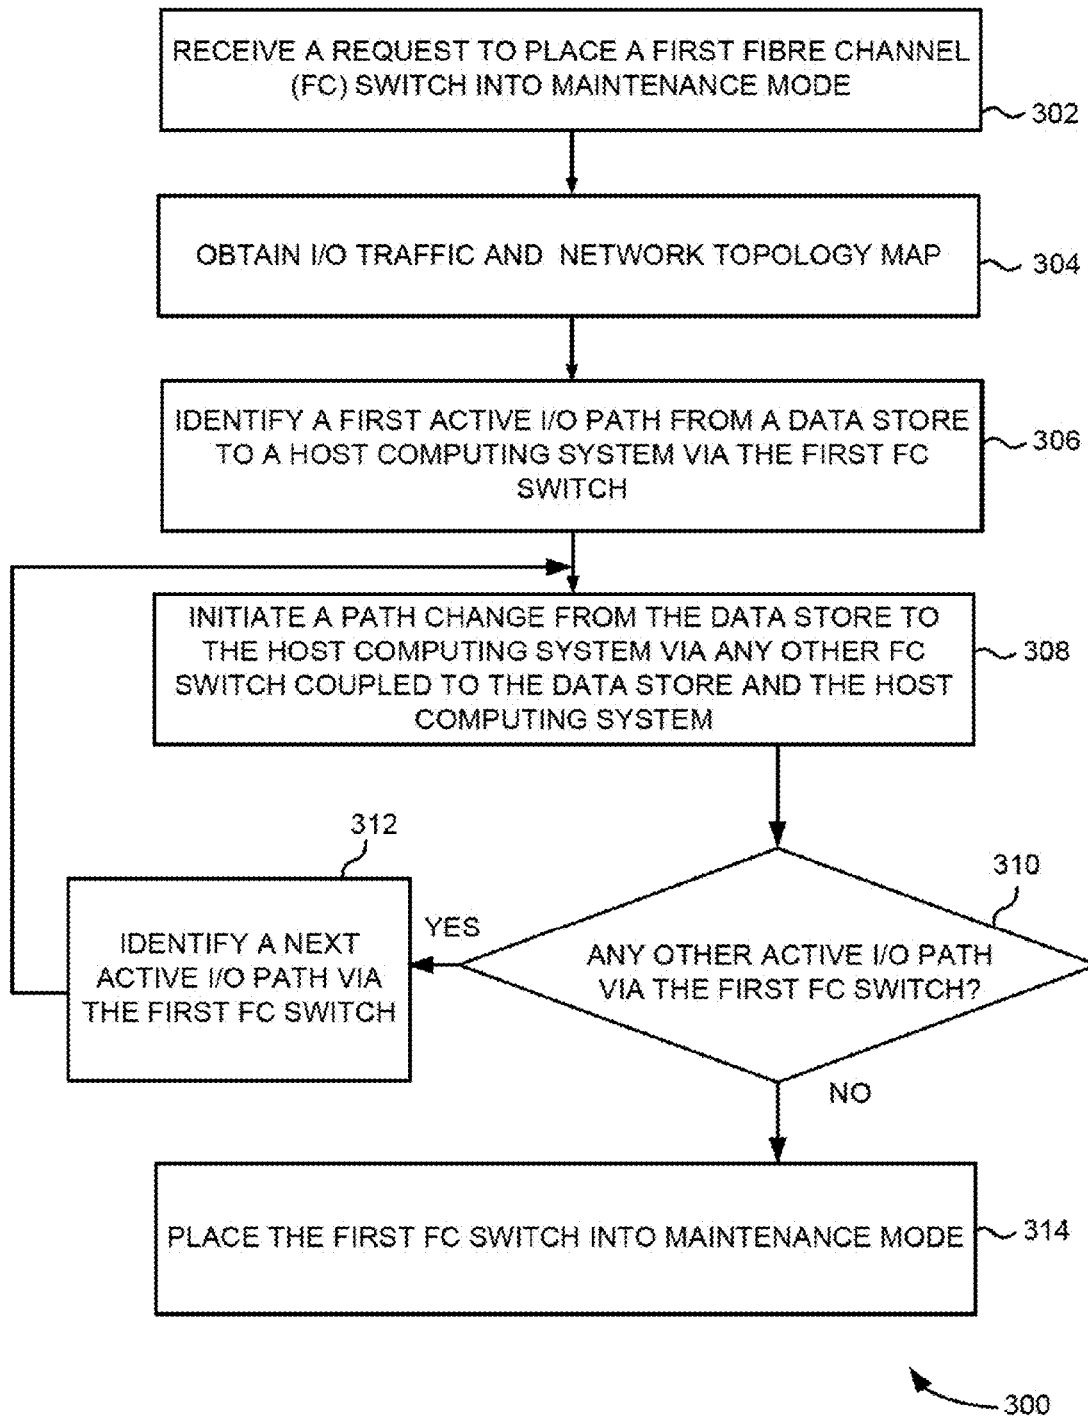 RECEIVE A REQUEST TO PLACE A FIRST FIBRE CHANNEL
(FC) SWITCH INTO MAINTENANCE MODE
302
OBTAIN I/O TRAFFIC AND NETWORK TOPOLOGY MAP
304
IDENTIFY A FIRST ACTIVE I/O PATH FROM A DATA STORE
TO A HOST COMPUTING SYSTEM VIA THE FIRST FC
SWITCH
306
INITIATE A PATH CHANGE FROM THE DATA STORE TO
THE HOST COMPUTING SYSTEM VIA ANY OTHER FC
SWITCH COUPLED TO THE DATA STORE AND THE HOST
COMPUTING SYSTEM
308
310
ANY OTHER ACTIVE I/O PATH
VIA THE FIRST FC SWITCH?
YES
312
IDENTIFY A NEXT
ACTIVE I/O PATH VIA
THE FIRST FC SWITCH
NO
PLACE THE FIRST FC SWITCH INTO MAINTENANCE MODE
314
300